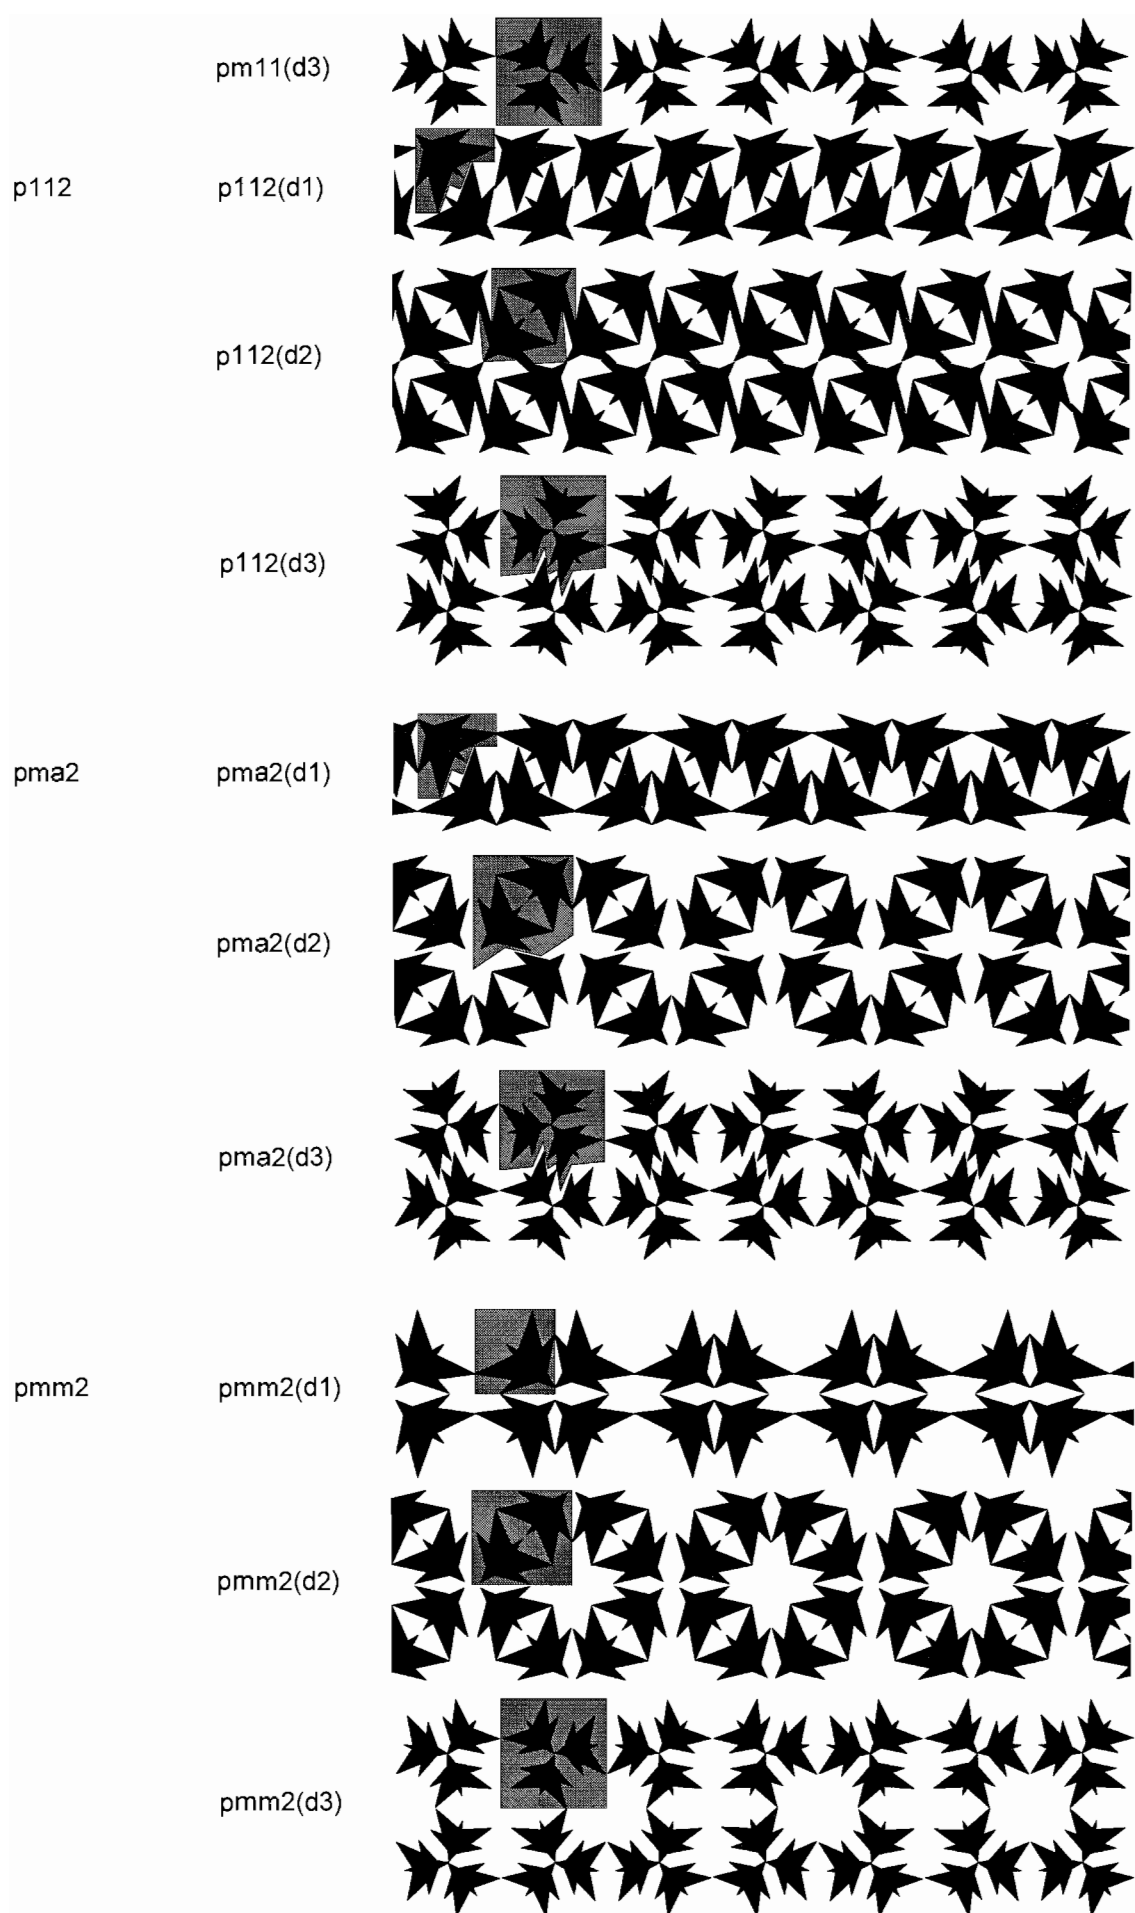 pm11(d3)
p112 p112(d1)
p112(d2)
p112(d3)
pma2 pma2(d1)
pma2(d2)
pma2(d3)
pmm2 pmm2(d1)
pmm2(d2)
pmm2(d3)